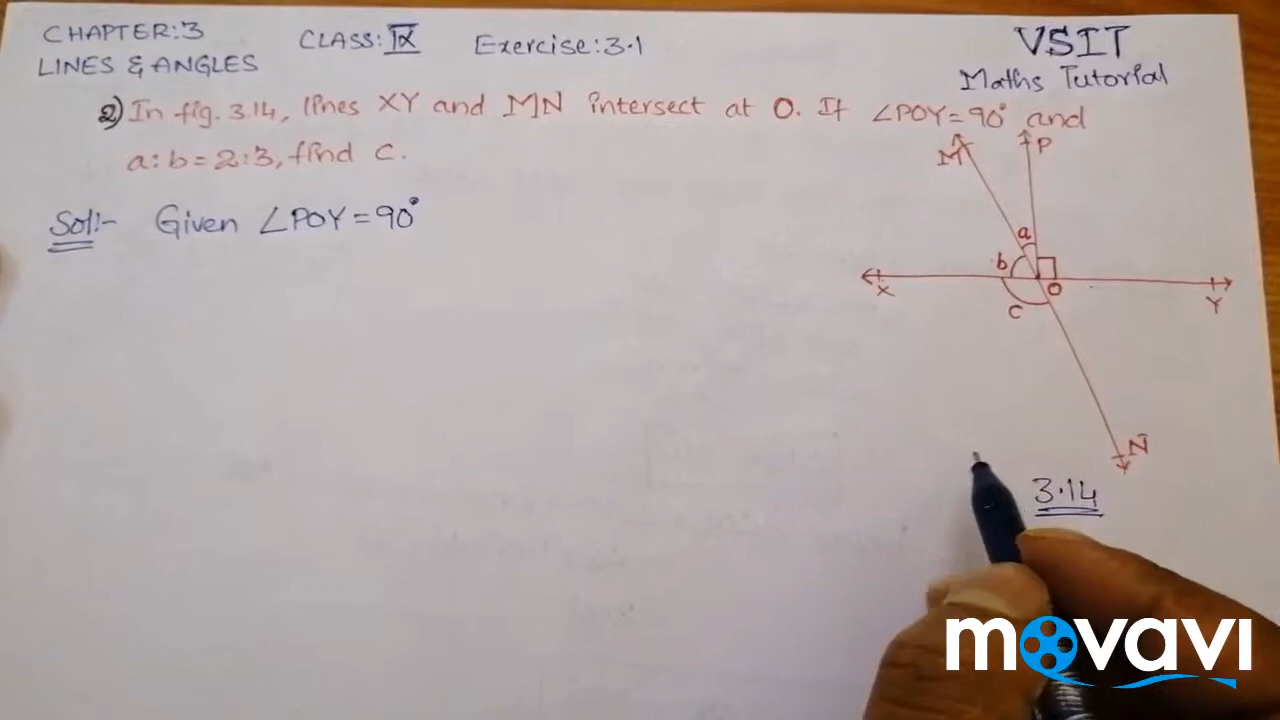 CHAPTER:3
LINES & ANGLES
CLASS: IX
Exercise: 3.1
VSIT
Maths Tutorial
2) In fig. 3.14, lines XY and MN intersect at O. If ∠POY = 90° and
a:b = 2:3, find c.
Sol:- Given ∠POY = 90°
M
P
a
b
X
O
Y
c
N
3.14
movavi